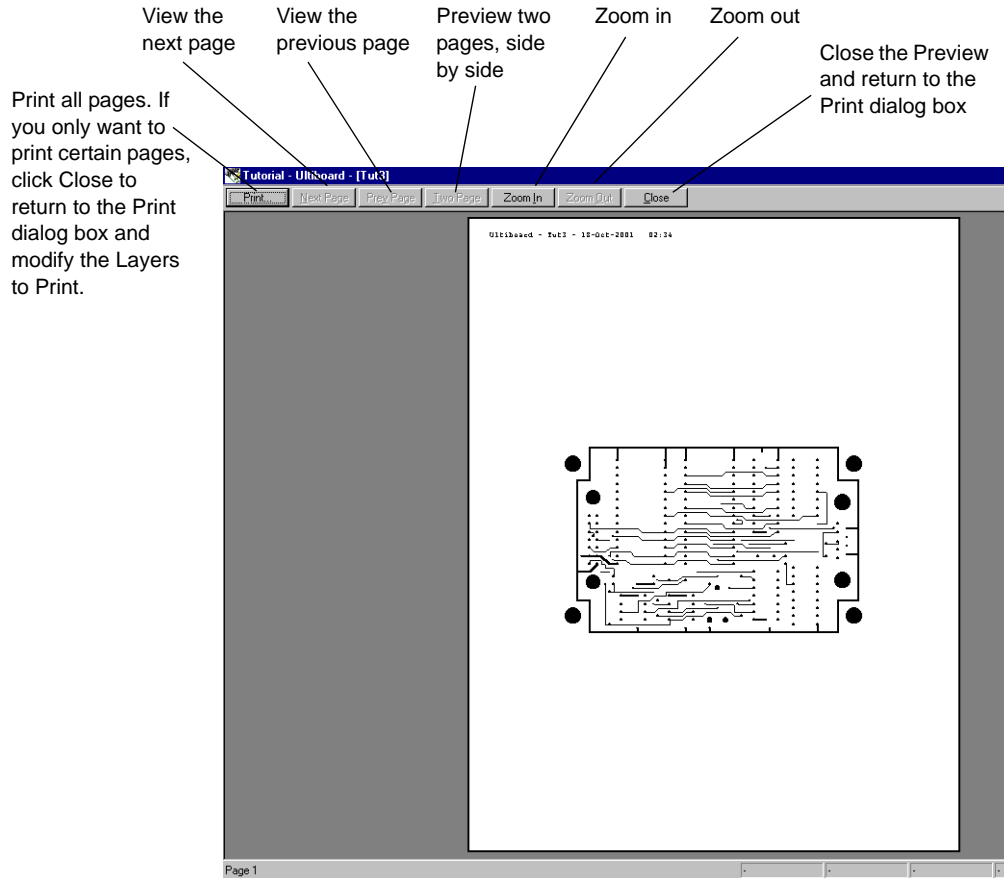 View the
next page
View the
previous page
Preview two
pages, side
by side
Zoom in
Zoom out
Close the Preview
and return to the
Print dialog box
Print all pages. If
you only want to
print certain pages,
click Close to
return to the Print
dialog box and
modify the Layers
to Print.
Tutorial - Ultiboard - [Tut3]
Print... Next Page Prev Page Two Page Zoom In Zoom Out Close
Ultiboard - Tut3 - 18-Oct-2001 02:34
Page 1